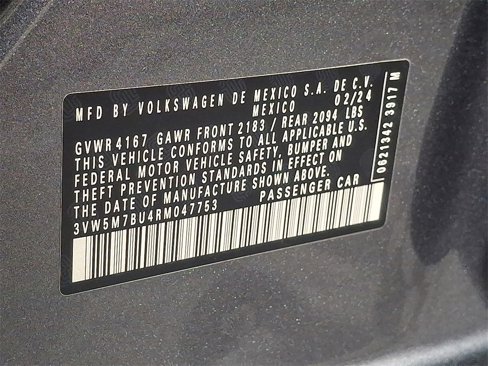 MFD BY VOLKSWAGEN DE MEXICO S.A. DE C.V.
MEXICO 02/24
GVWR 4167 GAWR FRONT 2183 / REAR 2094 LBS
THIS VEHICLE CONFORMS TO ALL APPLICABLE U.S.
FEDERAL MOTOR VEHICLE SAFETY, BUMPER AND
THEFT PREVENTION STANDARDS IN EFFECT ON
THE DATE OF MANUFACTURE SHOWN ABOVE.
3VW5M7BU4RM047753 PASSENGER CAR
0621342 3017 M